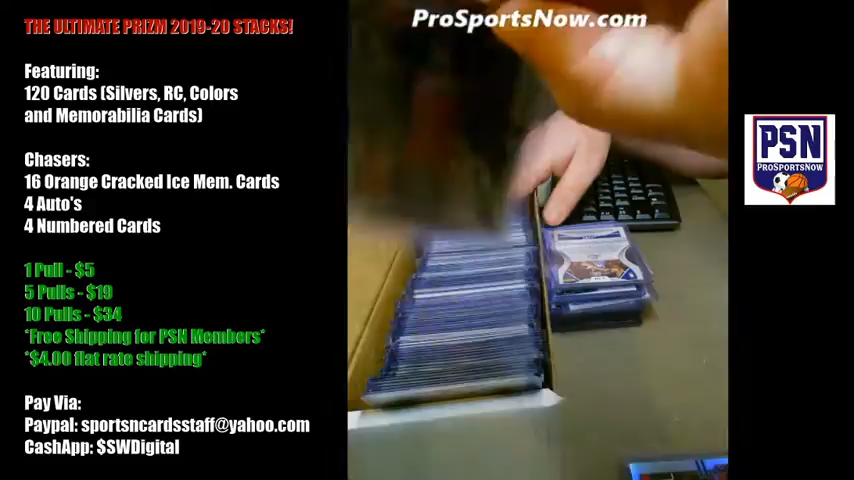 THE ULTIMATE PRIZM 2019-20 STACKS!
Featuring:
120 Cards (Silvers, RC, Colors
and Memorabilia Cards)
Chasers:
16 Orange Cracked Ice Mem. Cards
4 Auto's
4 Numbered Cards
1 Pull - $5
5 Pulls - $19
10 Pulls - $34
*Free Shipping for PSN Members*
*$4.00 flat rate shipping*
Pay Via:
Paypal: sportsncardsstaff@yahoo.com
CashApp: $SWDigital
ProSportsNow.com
PSN
PROSPORTSNOW